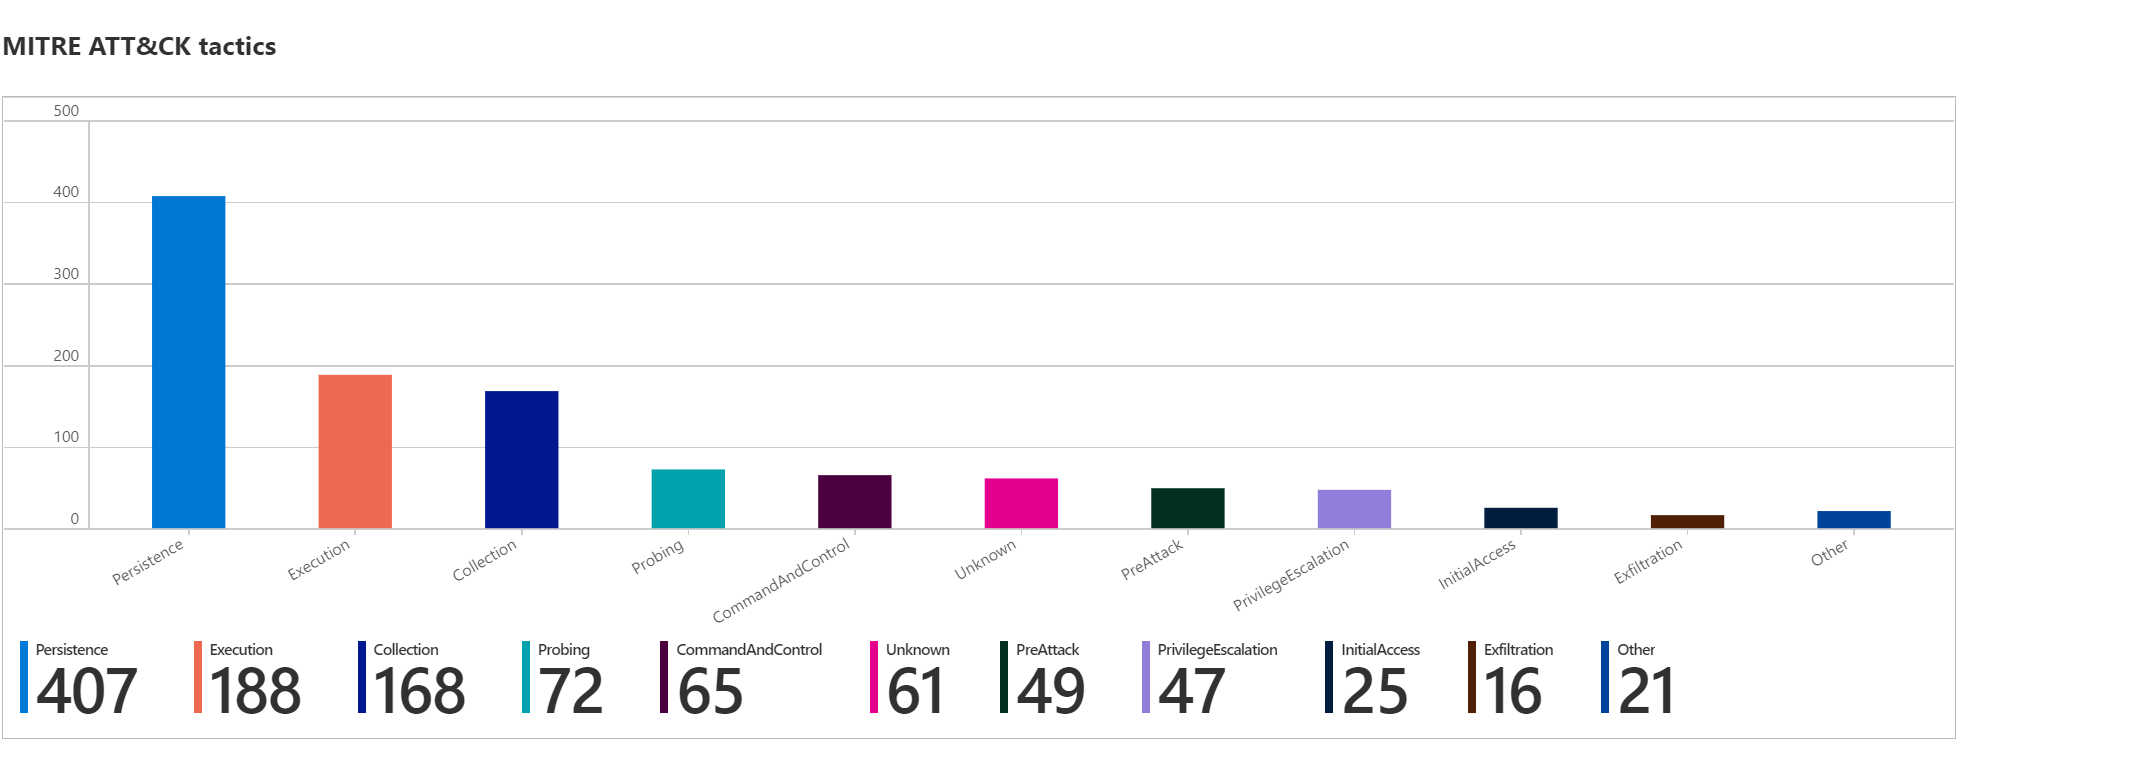 MITRE ATT&CK tactics
500
400
300
200
100
0
Persistence
Execution
Collection
Probing
CommandAndControl
Unknown
PreAttack
PrivilegeEscalation
InitialAccess
Exfiltration
Other
Persistence
407
Execution
188
Collection
168
Probing
72
CommandAndControl
65
Unknown
61
PreAttack
49
PrivilegeEscalation
47
InitialAccess
25
Exfiltration
16
Other
21